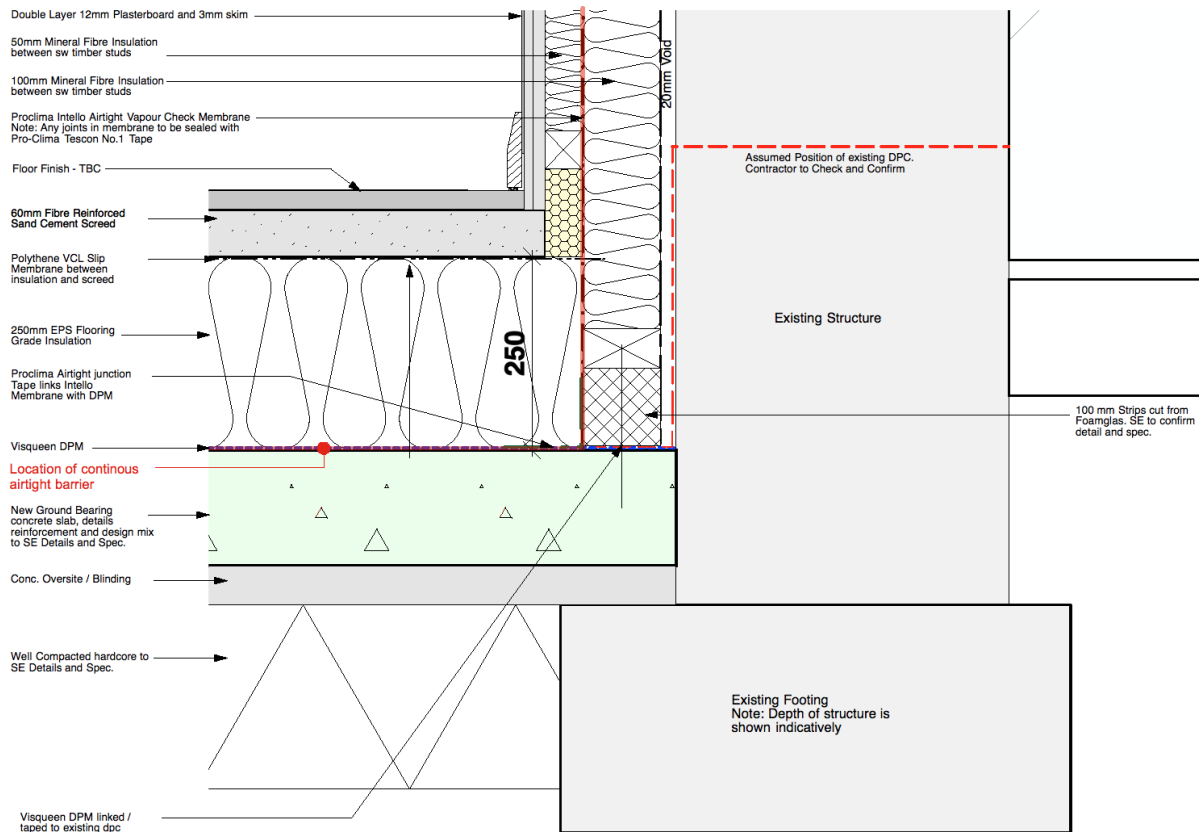 Double Layer 12mm Plasterboard and 3mm skim
50mm Mineral Fibre Insulation
between sw timber studs
100mm Mineral Fibre Insulation
between sw timber studs
Proclima Intello Airtight Vapour Check Membrane
Note: Any joints in membrane to be sealed with
Pro-Clima Tescon No.1 Tape
Floor Finish - TBC
60mm Fibre Reinforced
Sand Cement Screed
Polythene VCL Slip
Membrane between
insulation and screed
250mm EPS Flooring
Grade Insulation
Proclima Airtight junction
Tape links Intello
Membrane with DPM
Visqueen DPM
Location of continous
airtight barrier
New Ground Bearing
concrete slab, details
reinforcement and design mix
to SE Details and Spec.
Conc. Oversite / Blinding
Well Compacted hardcore to
SE Details and Spec.
Visqueen DPM linked /
taped to existing dpc
250
20mm Void
Assumed Position of existing DPC.
Contractor to Check and Confirm
Existing Structure
100 mm Strips cut from
Foamglas. SE to confirm
detail and spec.
Existing Footing
Note: Depth of structure is
shown indicatively